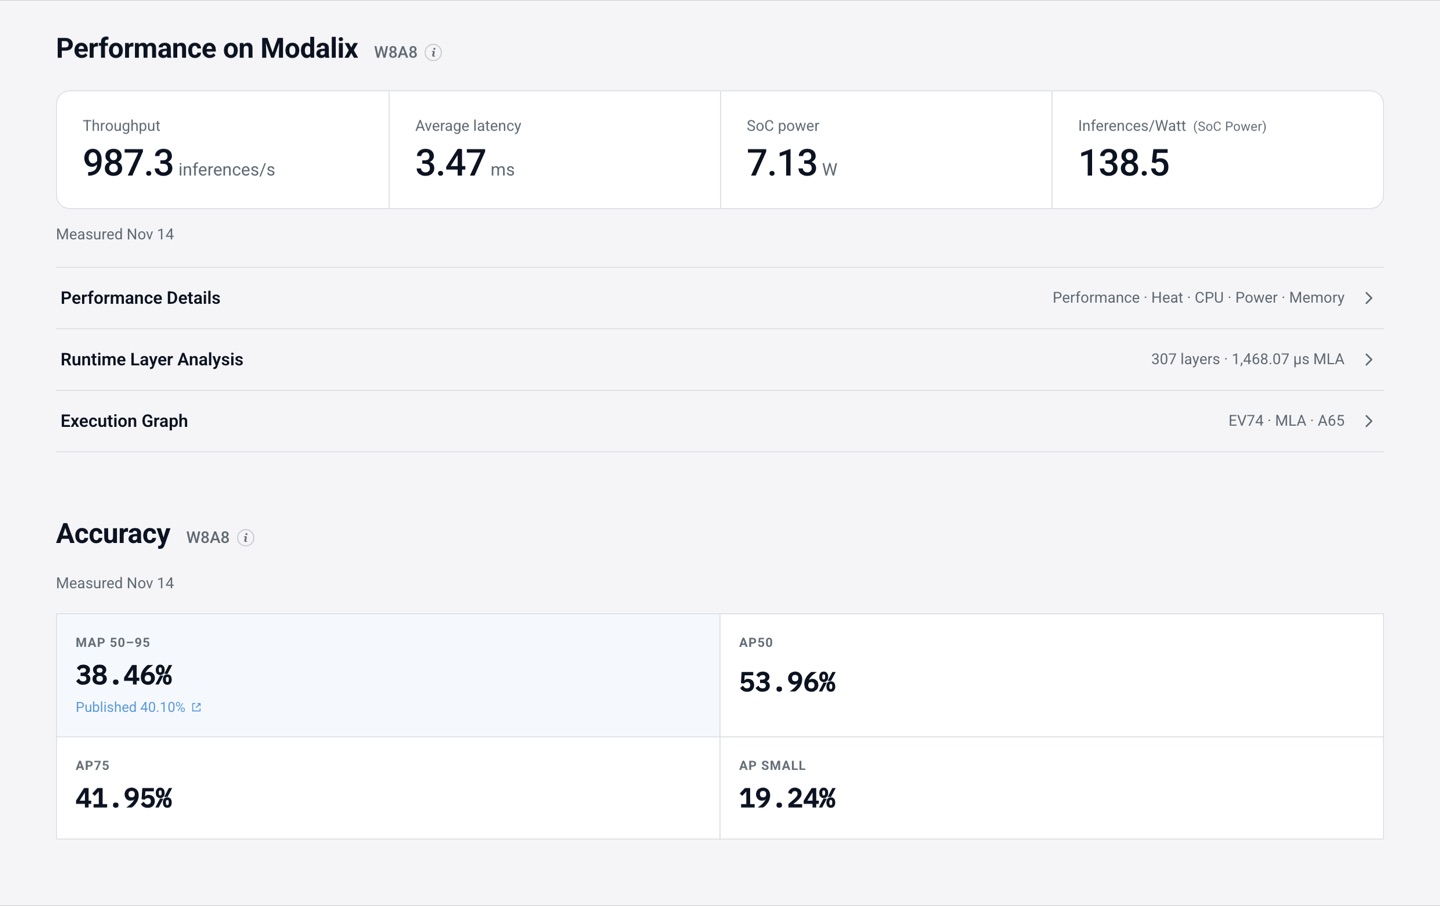 Performance on Modalix W8A8 i
Throughput
987.3 inferences/s
Average latency
3.47 ms
SoC power
7.13 W
Inferences/Watt (SoC Power)
138.5
Measured Nov 14
Performance Details
Performance · Heat · CPU · Power · Memory
Runtime Layer Analysis
307 layers · 1,468.07 µs MLA
Execution Graph
EV74 · MLA · A65
Accuracy W8A8 i
Measured Nov 14
MAP 50–95
38.46%
Published 40.10%
AP50
53.96%
AP75
41.95%
AP SMALL
19.24%